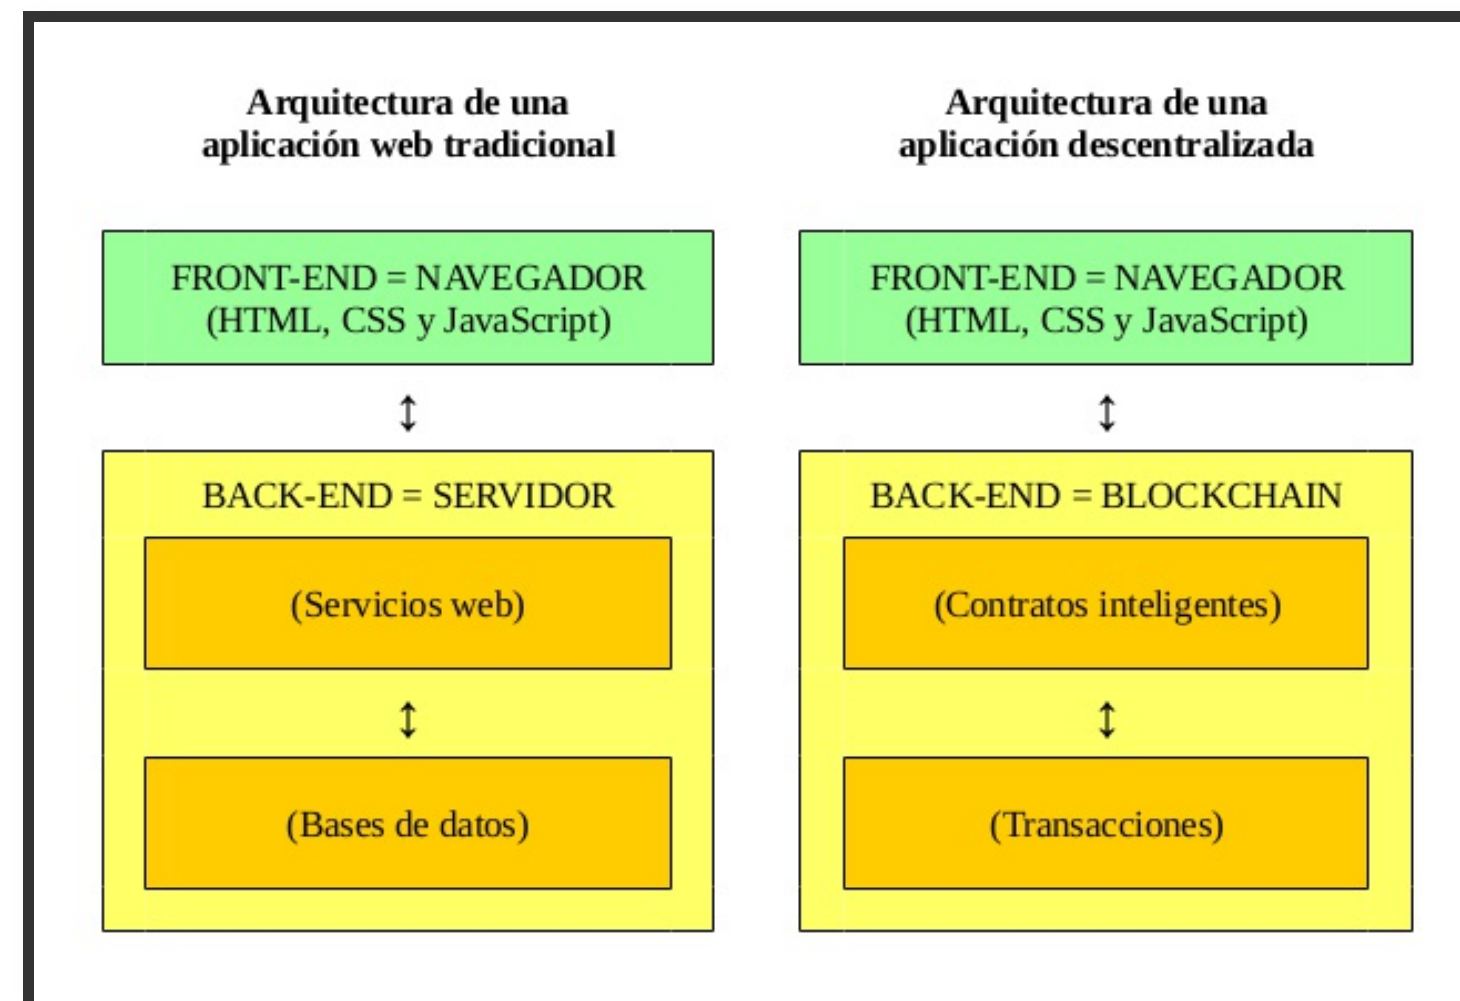 Arquitectura de una
aplicación web tradicional
FRONT-END = NAVEGADOR
(HTML, CSS y JavaScript)
↕
BACK-END = SERVIDOR
(Servicios web)
↕
(Bases de datos)
Arquitectura de una
aplicación descentralizada
FRONT-END = NAVEGADOR
(HTML, CSS y JavaScript)
↕
BACK-END = BLOCKCHAIN
(Contratos inteligentes)
↕
(Transacciones)